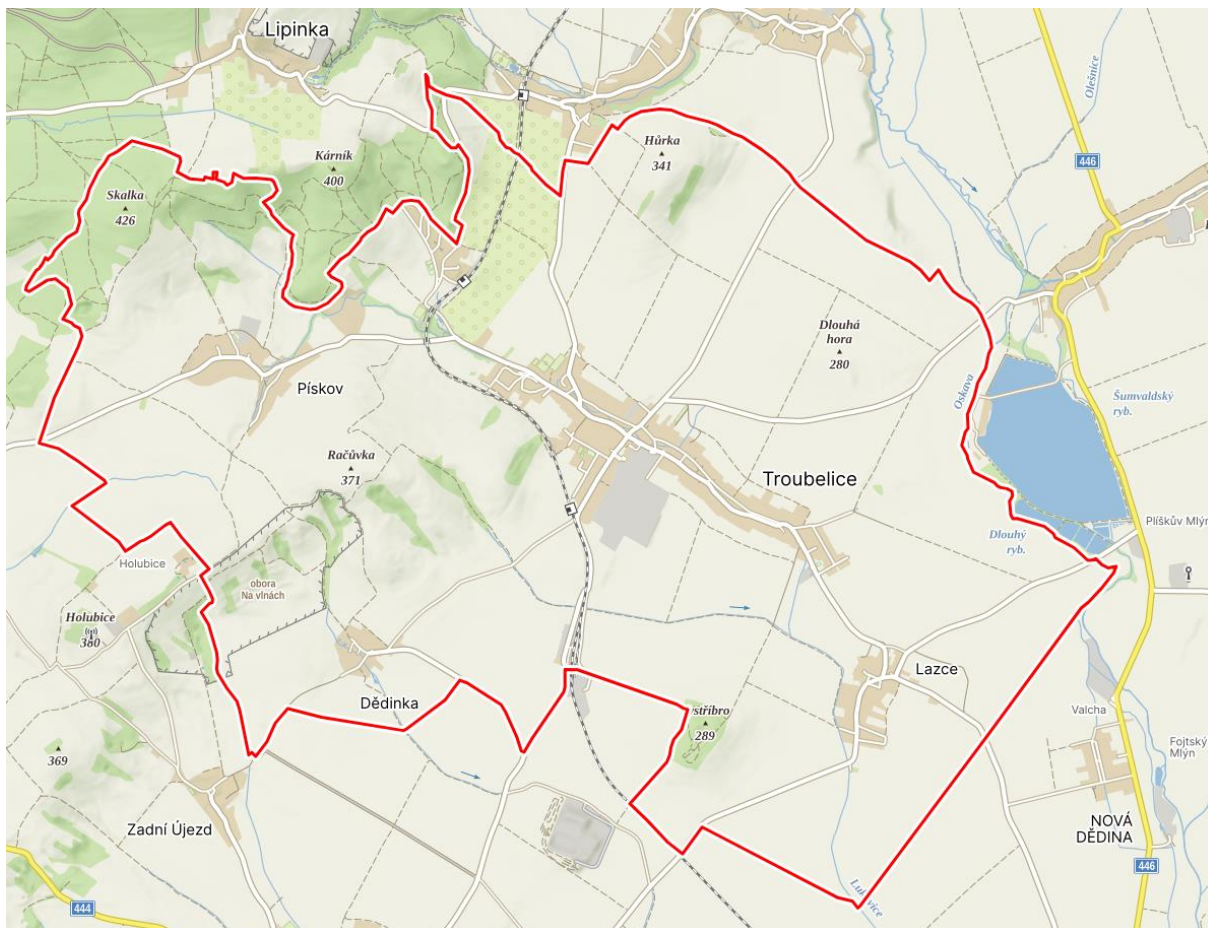 Lipinka
Olešnice
Hůrka
341
446
Kárník
400
Skalka
426
Dlouhá
hora
280
Oskava
Šumvaldský
ryb.
Pískov
Račůvka
371
Troubelice
Plíškův Mlýn
Dlouhý
ryb.
Holubice
obora
Na vlnách
Holubice
380
Lazce
Dědinka
289
Valcha
369
Fojtský
Mlýn
Zadní Újezd
NOVÁ
DĚDINA
446
444